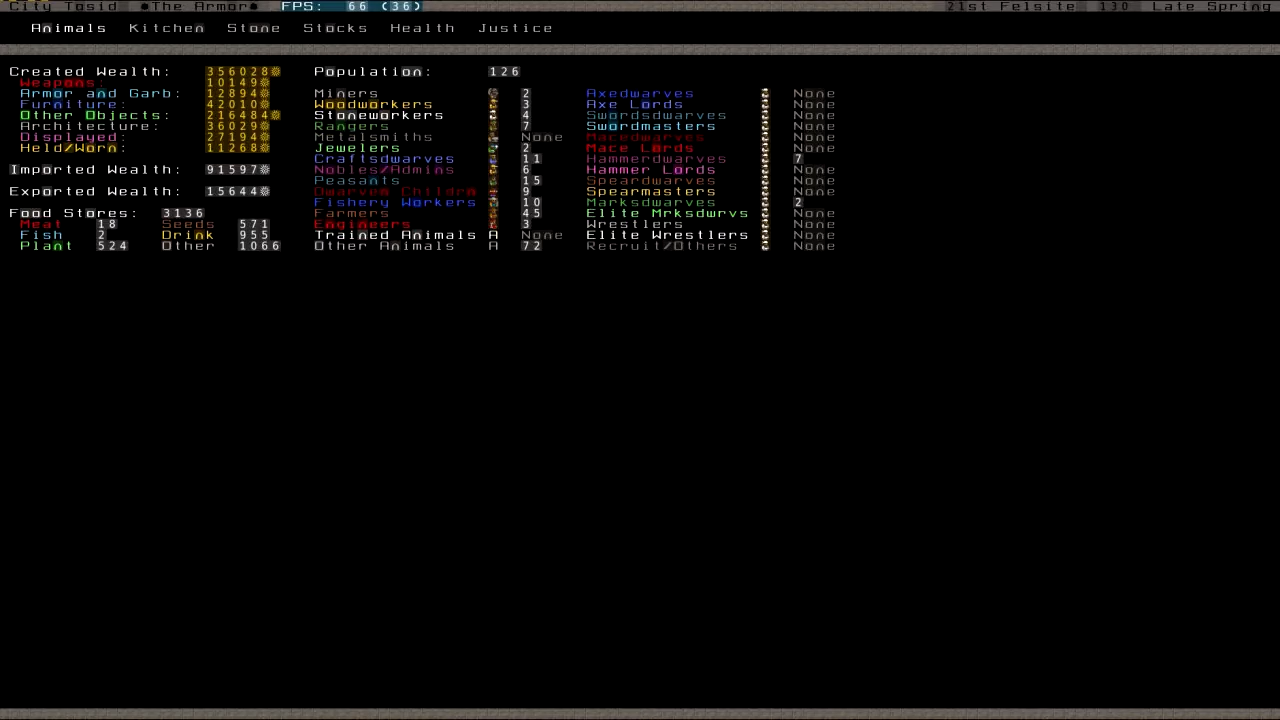 City Tosid •The Armor• FPS: 66 (36) 21st Felsite 130 Late Spring
Animals Kitchen Stone Stocks Health Justice
Created Wealth: 356028☼ Population: 126
Weapons: 10149☼
Armor and Garb: 12894☼ Miners 2 Axedwarves None
Furniture: 42010☼ Woodworkers 3 Axe Lords None
Other Objects: 216484☼ Stoneworkers 4 Swordsdwarves None
Architecture: 36029☼ Rangers 7 Swordmasters None
Displayed: 27194☼ Metalsmiths None Macedwarves None
Held/Worn: 11268☼ Jewelers 2 Mace Lords None
Craftsdwarves 11 Hammerdwarves 7
Imported Wealth: 91597☼ Nobles/Admins 6 Hammer Lords None
Peasants 15 Speardwarves None
Exported Wealth: 15644☼ Dwarven Childrn 9 Spearmasters None
Fishery Workers 10 Marksdwarves 2
Food Stores: 3136 Farmers 45 Elite Mrksdwrvs None
Meat 18 Seeds 571 Engineers 3 Wrestlers None
Fish 2 Drink 955 Trained Animals A None Elite Wrestlers None
Plant 524 Other 1066 Other Animals A 72 Recruit/Others None